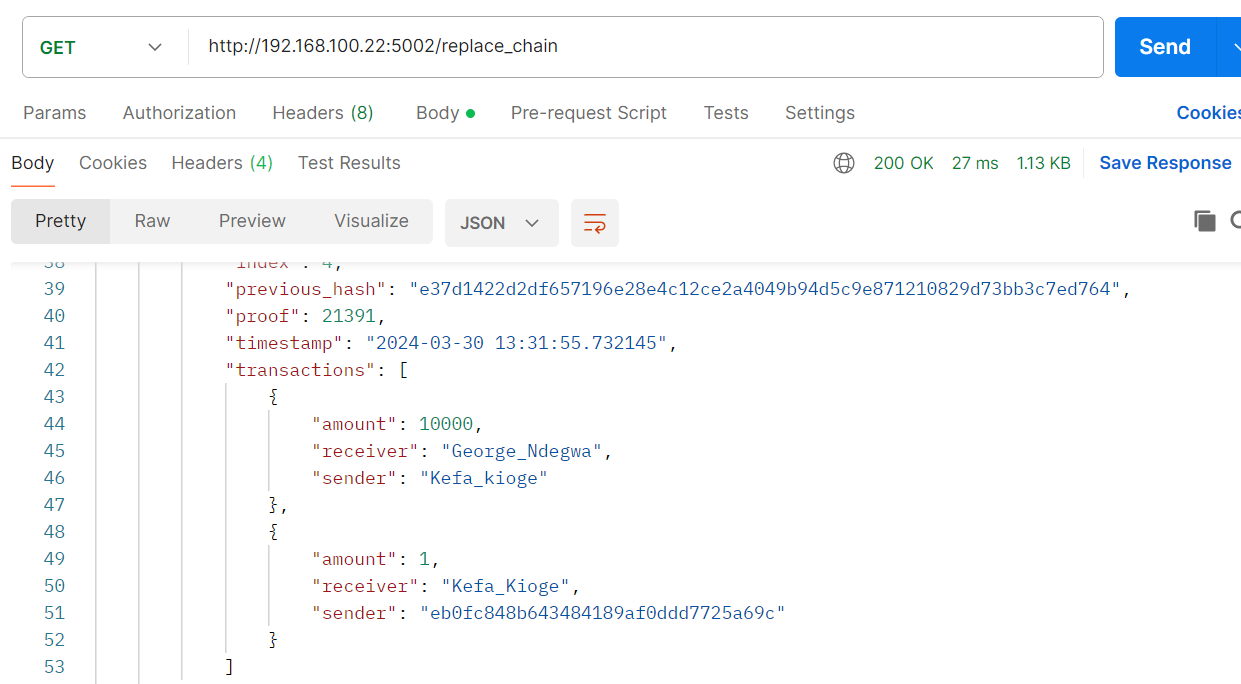 GET http://192.168.100.22:5002/replace_chain Send
Params Authorization Headers (8) Body Pre-request Script Tests Settings Cookies
Body Cookies Headers (4) Test Results 200 OK 27 ms 1.13 KB Save Response
Pretty Raw Preview Visualize JSON
38 "index": 4,
39 "previous_hash": "e37d1422d2df657196e28e4c12ce2a4049b94d5c9e871210829d73bb3c7ed764",
40 "proof": 21391,
41 "timestamp": "2024-03-30 13:31:55.732145",
42 "transactions": [
43 {
44 "amount": 10000,
45 "receiver": "George_Ndegwa",
46 "sender": "Kefa_kioge"
47 },
48 {
49 "amount": 1,
50 "receiver": "Kefa_Kioge",
51 "sender": "eb0fc848b643484189af0ddd7725a69c"
52 }
53 ]